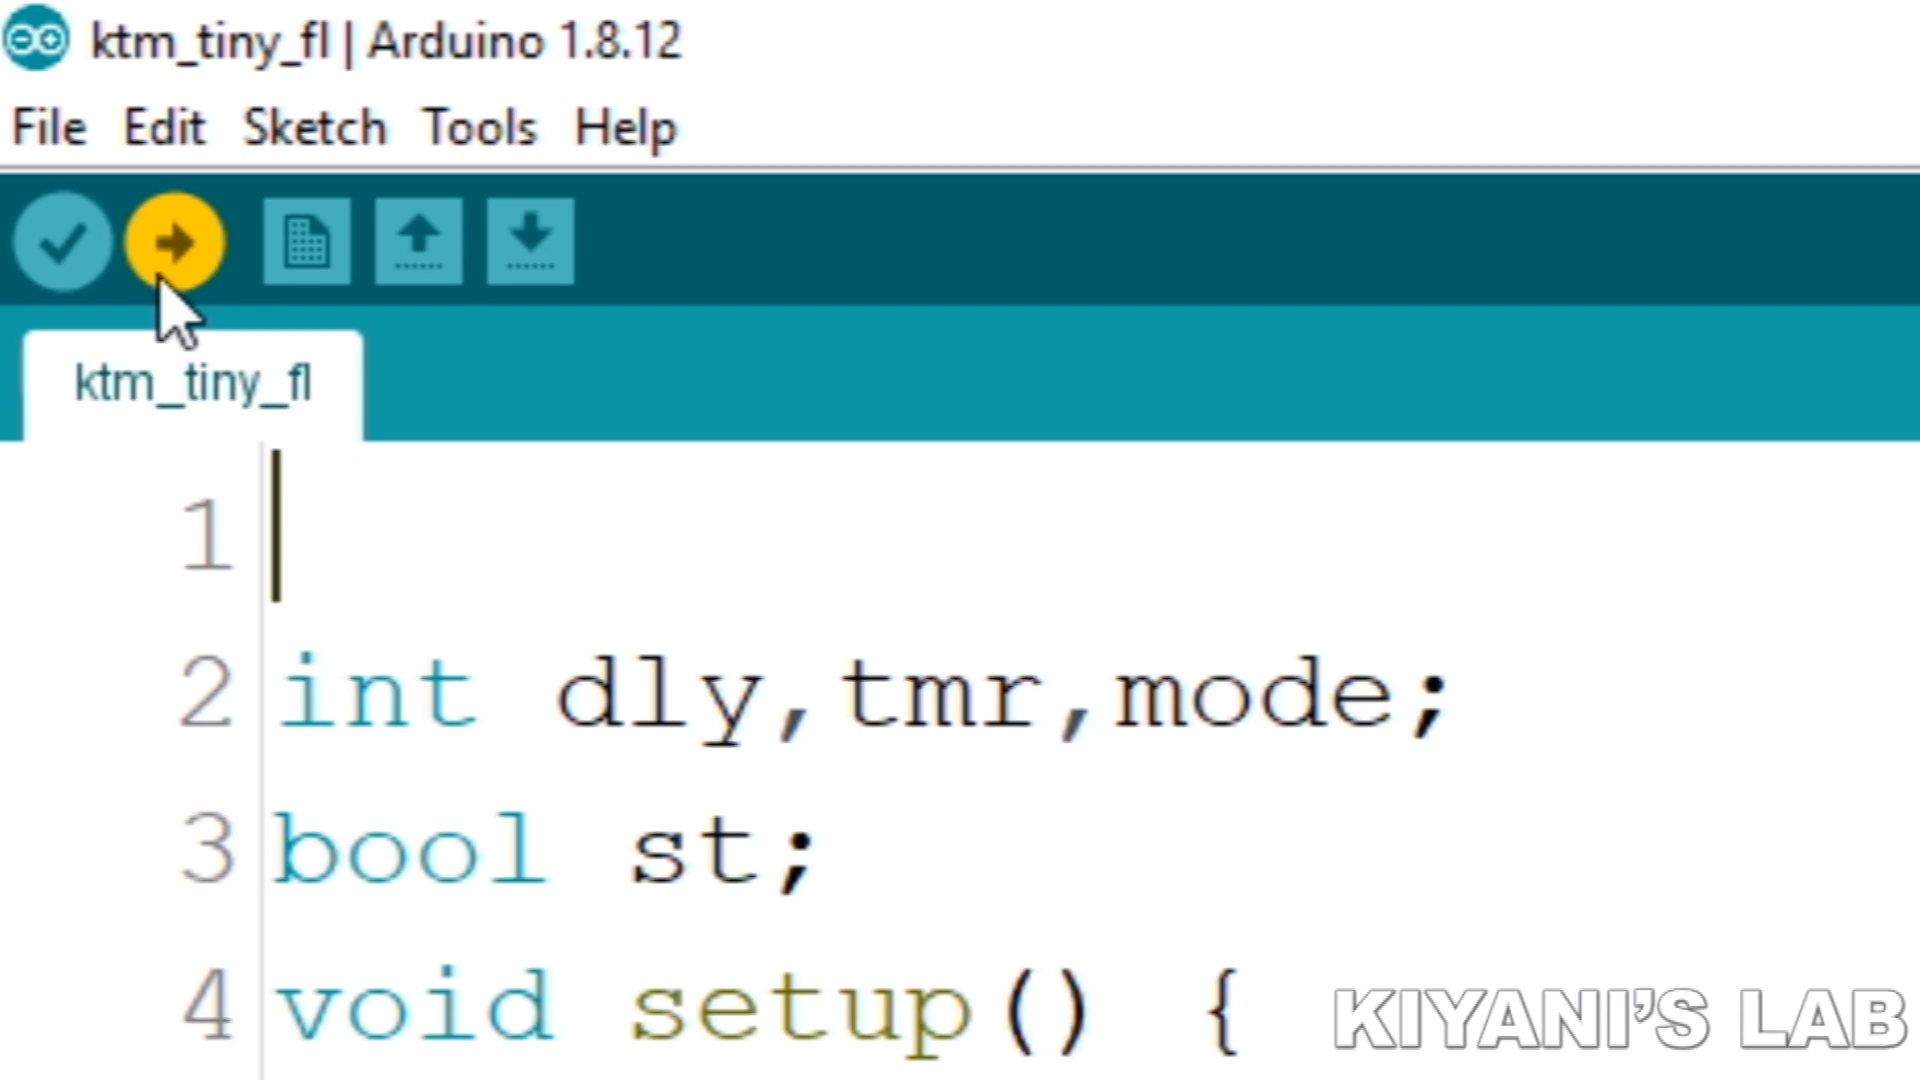 ktm_tiny_fl | Arduino 1.8.12
File Edit Sketch Tools Help
ktm_tiny_fl
1
2 int dly,tmr,mode;
3 bool st;
4 void setup() {
KIYANI'S LAB